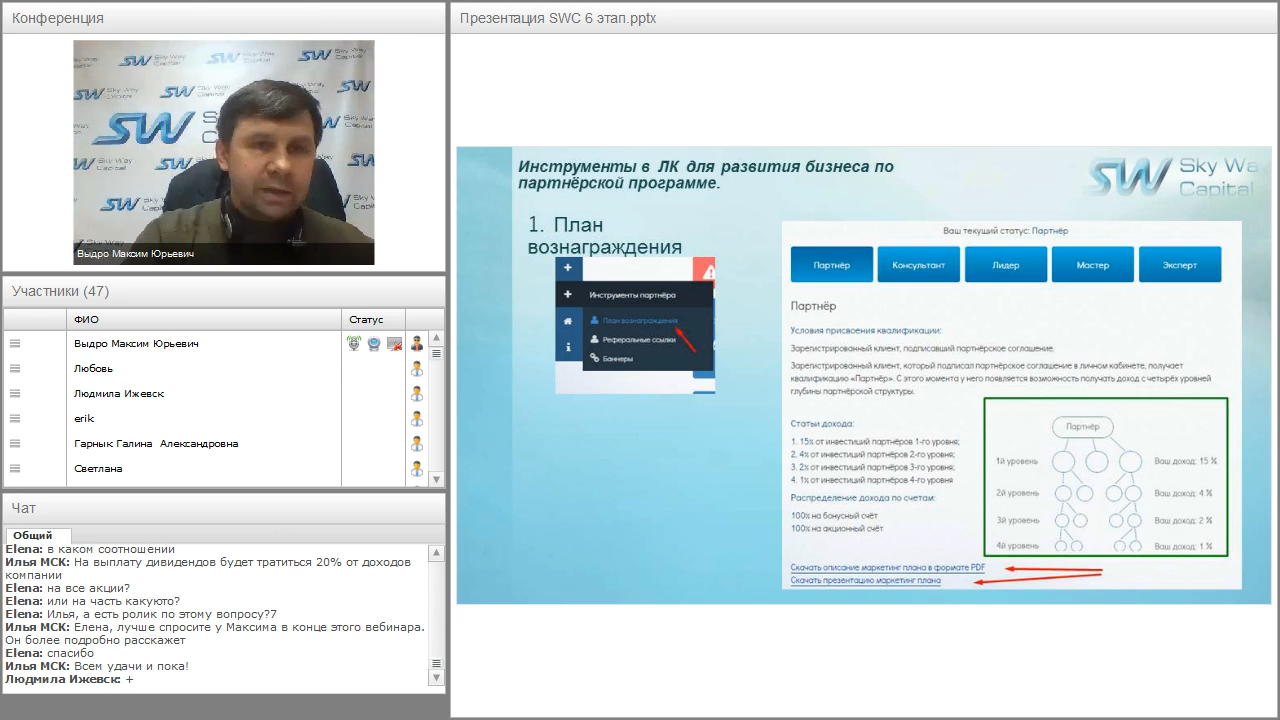 Конференция
Sky Way
Capital
SW
Sky Way
Capital
Выдро Максим Юрьевич
Участники (47)
ФИО
Статус
Выдро Максим Юрьевич
Любовь
Людмила Ижевск
erik
Гарнык Галина Александровна
Светлана
Чат
Общий
Elena: в каком соотношении
Илья МСК: На выплату дивидендов будет тратиться 20% от доходов
компании
Elena: на все акции?
Elena: или на часть какуюто?
Elena: Илья, а есть ролик по этому вопросу?7
Илья МСК: Елена, лучше спросите у Максима в конце этого вебинара.
Он более подробно расскажет
Elena: спасибо
Илья МСК: Всем удачи и пока!
Людмила Ижевск: +
Презентация SWC 6 этап.pptx
Инструменты в ЛК для развития бизнеса по
партнёрской программе.
SW Sky Wa
Capital
1. План
вознаграждения
Инструменты партнёра
План вознаграждения
Реферальные ссылки
Баннеры
Ваш текущий статус: Партнёр
Партнёр
Консультант
Лидер
Мастер
Эксперт
Партнёр
Условия присвоения квалификации:
Зарегистрированный клиент, подписавший партнёрское соглашение.
Зарегистрированный клиент, который подписал партнёрское соглашение в личном кабинете, получает
квалификацию «Партнёр». С этого момента у него появляется возможность получать доход с четырёх уровней
глубины партнёрской структуры.
Статьи дохода:
1. 15% от инвестиций партнёров 1-го уровня;
2. 4% от инвестиций партнёров 2-го уровня;
3. 2% от инвестиций партнёров 3-го уровня;
4. 1% от инвестиций партнёров 4-го уровня
Распределение дохода по счетам:
100% на бонусный счёт
100% на акционный счёт
Партнёр
1й уровень
Ваш доход: 15 %
2й уровень
Ваш доход: 4 %
3й уровень
Ваш доход: 2 %
4й уровень
Ваш доход: 1 %
Скачать описание маркетинг плана в формате PDF
Скачать презентацию маркетинг плана